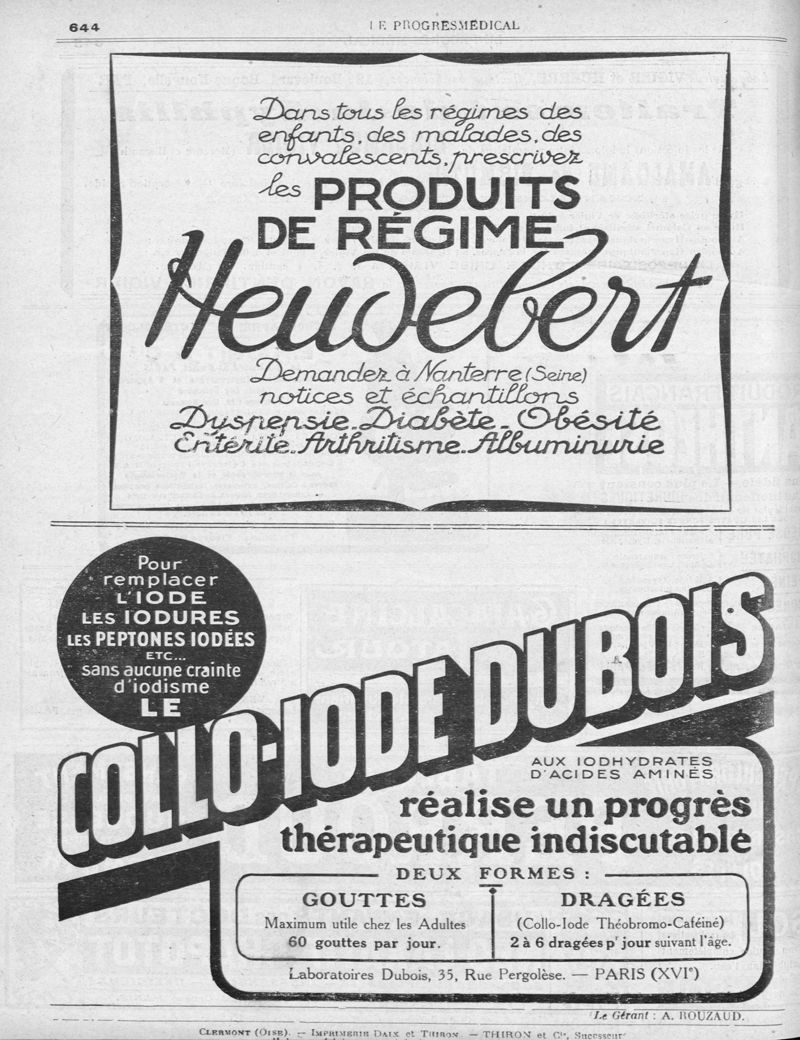 644
LE PROGRESMÉDICAL
Dans tous les régimes des
enfants, des malades, des
convalescents, prescrivez
les PRODUITS
DE RÉGIME
Heudebert
Demandez à Nanterre (Seine)
notices et échantillons
Dyspepsie. Diabète. Obésité
Entérite. Arthritisme. Albuminurie
Pour
remplacer
L'IODE
LES IODURES
LES PEPTONES IODÉES
ETC...
sans aucune crainte
d'iodisme
LE
COLLO-IODE DUBOIS
AUX IODHYDRATES
D'ACIDES AMINÉS
réalise un progrès
thérapeutique indiscutable
DEUX FORMES :
GOUTTES
Maximum utile chez les Adultes
60 gouttes par jour.
DRAGÉES
(Collo-Iode Théobromo-Caféiné)
2 à 6 dragées pr jour suivant l'âge.
Laboratoires Dubois, 35, Rue Pergolèse. — PARIS (XVIe)
Le Gérant : A. ROUZAUD.
CLERMONT (OISE). — IMPRIMERIE DAIX et THIRON. — THIRON et Cie, Successeur